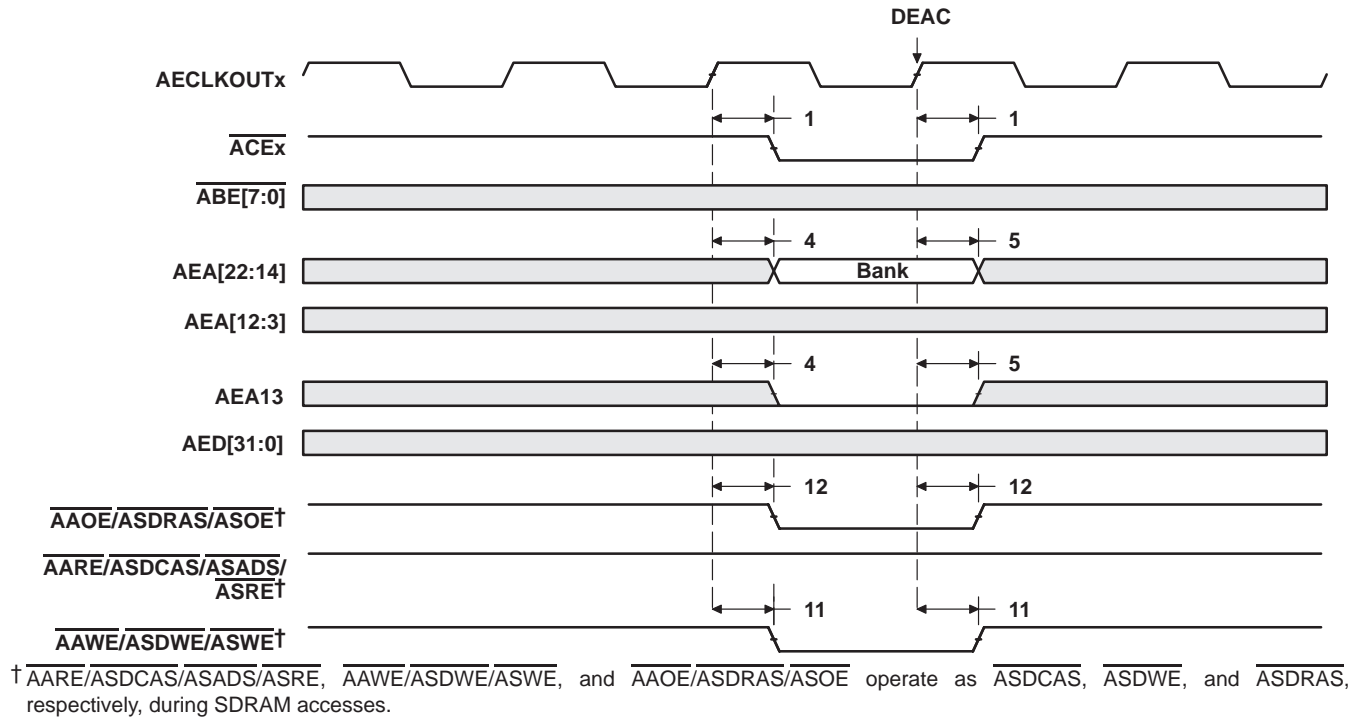 DEAC
AECLKOUTx
1 1
ACEx
ABE[7:0]
4 5
AEA[22:14]
Bank
AEA[12:3]
4 5
AEA13
AED[31:0]
12 12
AAOE/ASDRAS/ASOE†
AARE/ASDCAS/ASADS/
ASRE†
11 11
AAWE/ASDWE/ASWE†
† AARE/ASDCAS/ASADS/ASRE, AAWE/ASDWE/ASWE, and AAOE/ASDRAS/ASOE operate as ASDCAS, ASDWE, and ASDRAS,
respectively, during SDRAM accesses.